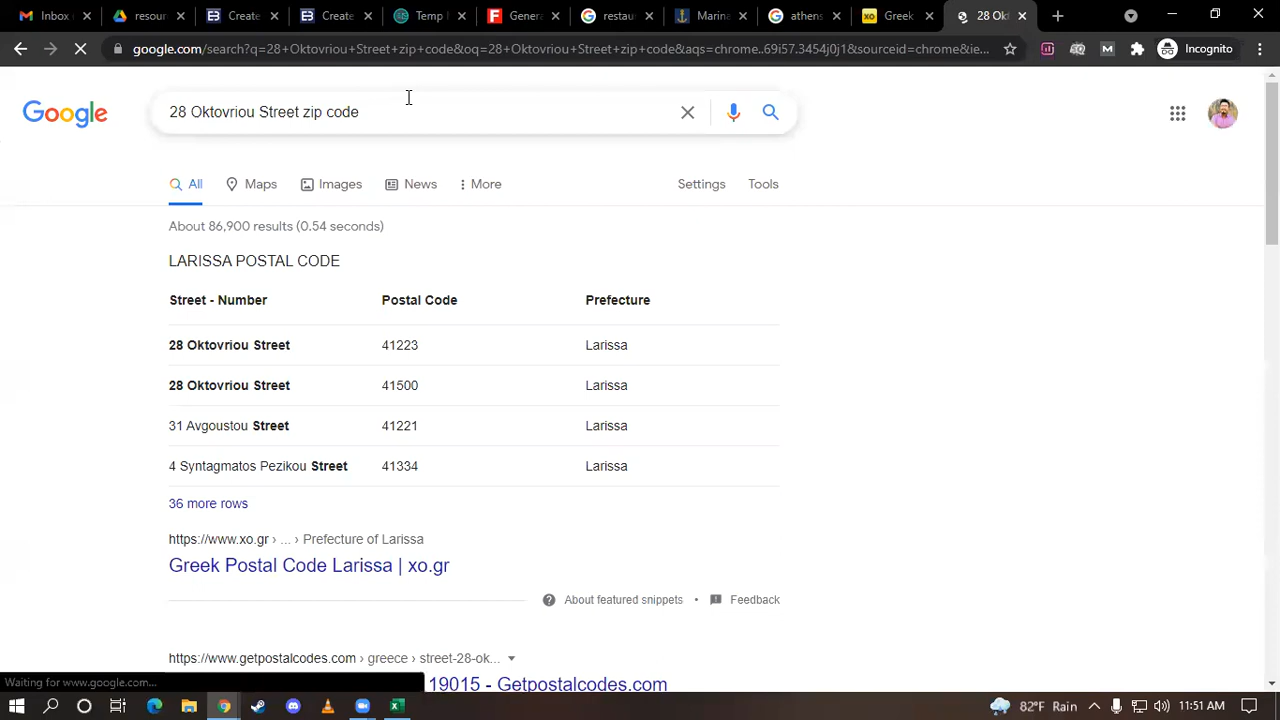 Inbox
resour
Create
Create
Temp
Genera
restau
Marina
athens
Greek
28 Ok
google.com/search?q=28+Oktovriou+Street+zip+code&oq=28+Oktovriou+Street+zip+code&aqs=chrome..69i57.3454j0j1&sourceid=chrome&ie...
Incognito
Google
28 Oktovriou Street zip code
All
Maps
Images
News
More
Settings
Tools
About 86,900 results (0.54 seconds)
LARISSA POSTAL CODE
Street - Number Postal Code Prefecture
28 Oktovriou Street 41223 Larissa
28 Oktovriou Street 41500 Larissa
31 Avgoustou Street 41221 Larissa
4 Syntagmatos Pezikou Street 41334 Larissa
36 more rows
https://www.xo.gr › ... › Prefecture of Larissa
Greek Postal Code Larissa | xo.gr
About featured snippets • Feedback
https://www.getpostalcodes.com › greece › street-28-ok...
19015 - Getpostalcodes.com
Waiting for www.google.com...
82°F Rain
11:51 AM